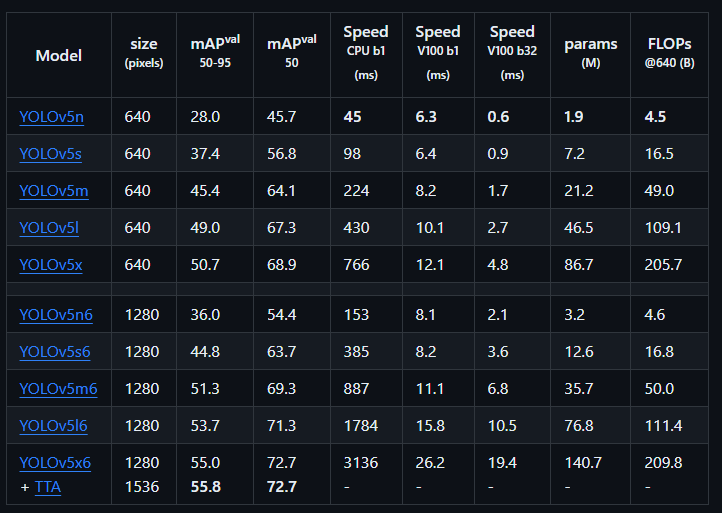 Model size (pixels) mAPval 50-95 mAPval 50 Speed CPU b1 (ms) Speed V100 b1 (ms) Speed V100 b32 (ms) params (M) FLOPs @640 (B)
YOLOv5n 640 28.0 45.7 45 6.3 0.6 1.9 4.5
YOLOv5s 640 37.4 56.8 98 6.4 0.9 7.2 16.5
YOLOv5m 640 45.4 64.1 224 8.2 1.7 21.2 49.0
YOLOv5l 640 49.0 67.3 430 10.1 2.7 46.5 109.1
YOLOv5x 640 50.7 68.9 766 12.1 4.8 86.7 205.7
YOLOv5n6 1280 36.0 54.4 153 8.1 2.1 3.2 4.6
YOLOv5s6 1280 44.8 63.7 385 8.2 3.6 12.6 16.8
YOLOv5m6 1280 51.3 69.3 887 11.1 6.8 35.7 50.0
YOLOv5l6 1280 53.7 71.3 1784 15.8 10.5 76.8 111.4
YOLOv5x6 1280 55.0 72.7 3136 26.2 19.4 140.7 209.8
+ TTA 1536 55.8 72.7 - - - - -